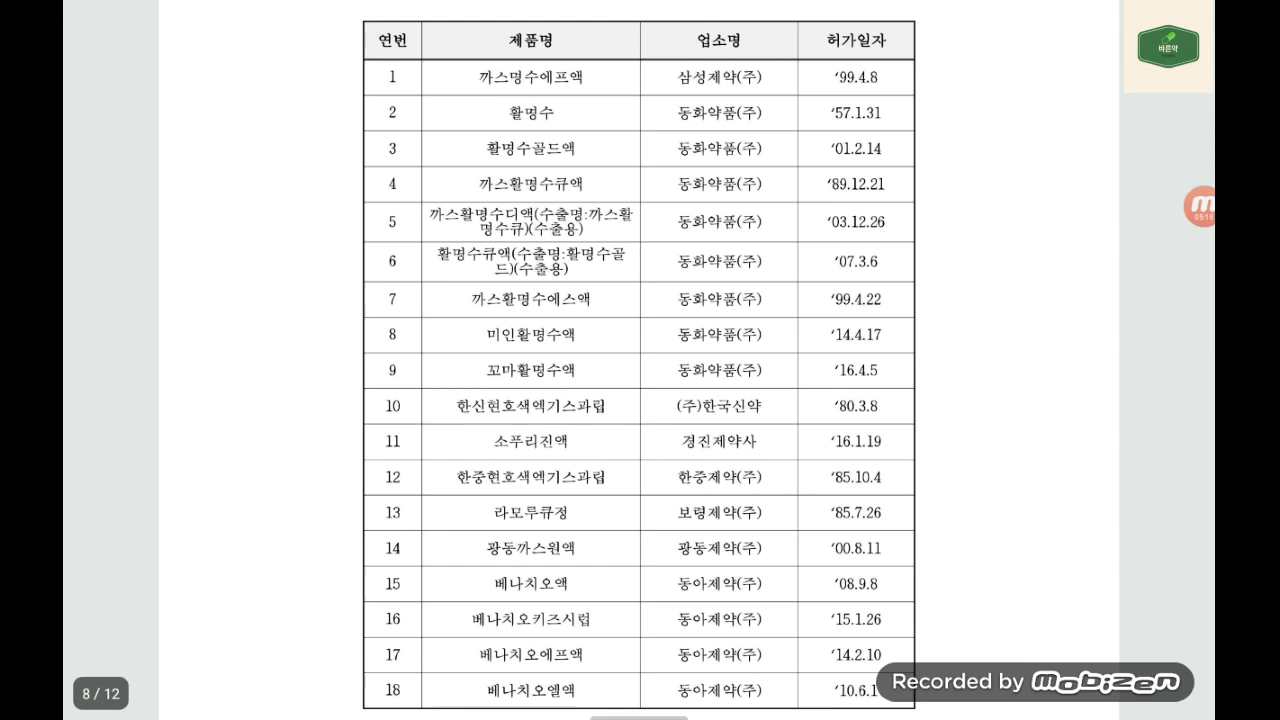 연번 제품명 업소명 허가일자
1 까스명수에프액 삼성제약(주) ‘99.4.8
2 활명수 동화약품(주) ‘57.1.31
3 활명수골드액 동화약품(주) ‘01.2.14
4 까스활명수큐액 동화약품(주) ‘89.12.21
5 까스활명수디액(수출명:까스활
명수큐)(수출용) 동화약품(주) ‘03.12.26
6 활명수큐액(수출명:활명수골
드)(수출용) 동화약품(주) ‘07.3.6
7 까스활명수에스액 동화약품(주) ‘99.4.22
8 미인활명수액 동화약품(주) ‘14.4.17
9 꼬마활명수액 동화약품(주) ‘16.4.5
10 한신현호색엑기스과립 (주)한국신약 ‘80.3.8
11 소푸리진액 경진제약사 ‘16.1.19
12 한중현호색엑기스과립 한중제약(주) ‘85.10.4
13 라모루큐정 보령제약(주) ‘85.7.26
14 광동까스원액 광동제약(주) ‘00.8.11
15 베나치오액 동아제약(주) ‘08.9.8
16 베나치오키즈시럽 동아제약(주) ‘15.1.26
17 베나치오에프액 동아제약(주) ‘14.2.10
18 베나치오엘액 동아제약(주)
바른약
05:15
8 / 12
Recorded by mobizen